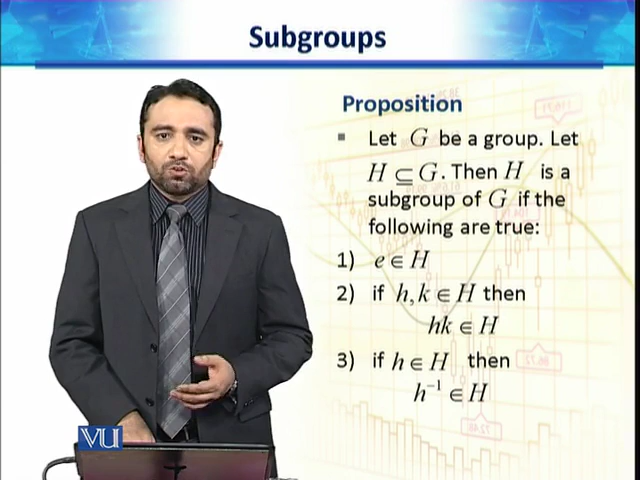 Subgroups
Proposition
▪ Let G be a group. Let
H ⊆ G. Then H is a
subgroup of G if the
following are true:
1) e ∈ H
2) if h, k ∈ H then
hk ∈ H
3) if h ∈ H then
h⁻¹ ∈ H
VU